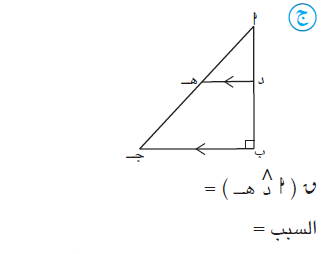 ج
أ
د
هـ
ب
جـ
ق ( أ د^ هـ ) =
السبب =